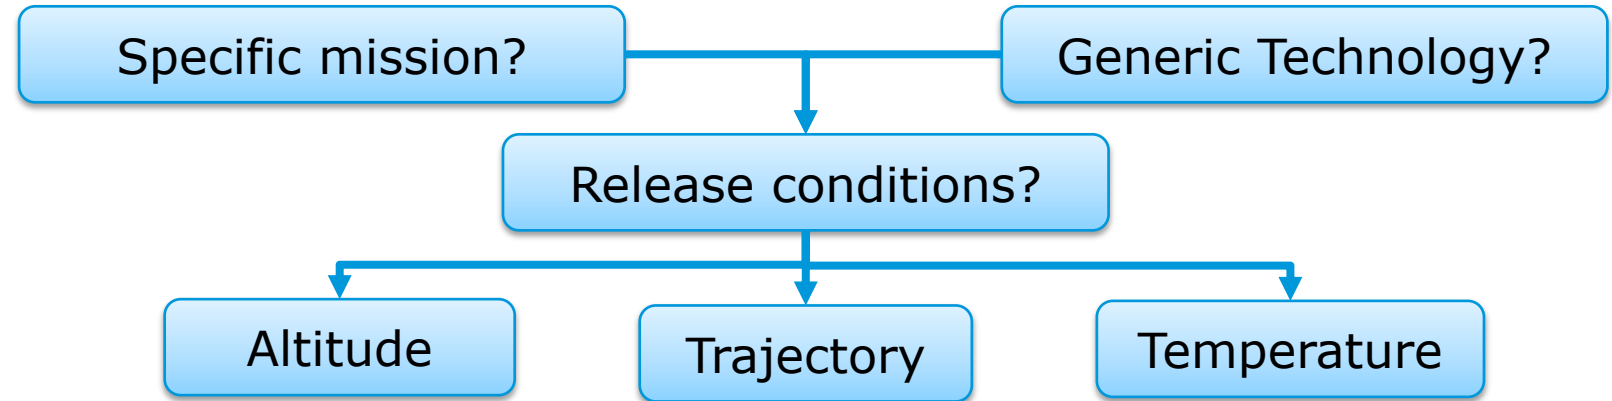 Specific mission?
Generic Technology?
Release conditions?
Altitude
Trajectory
Temperature